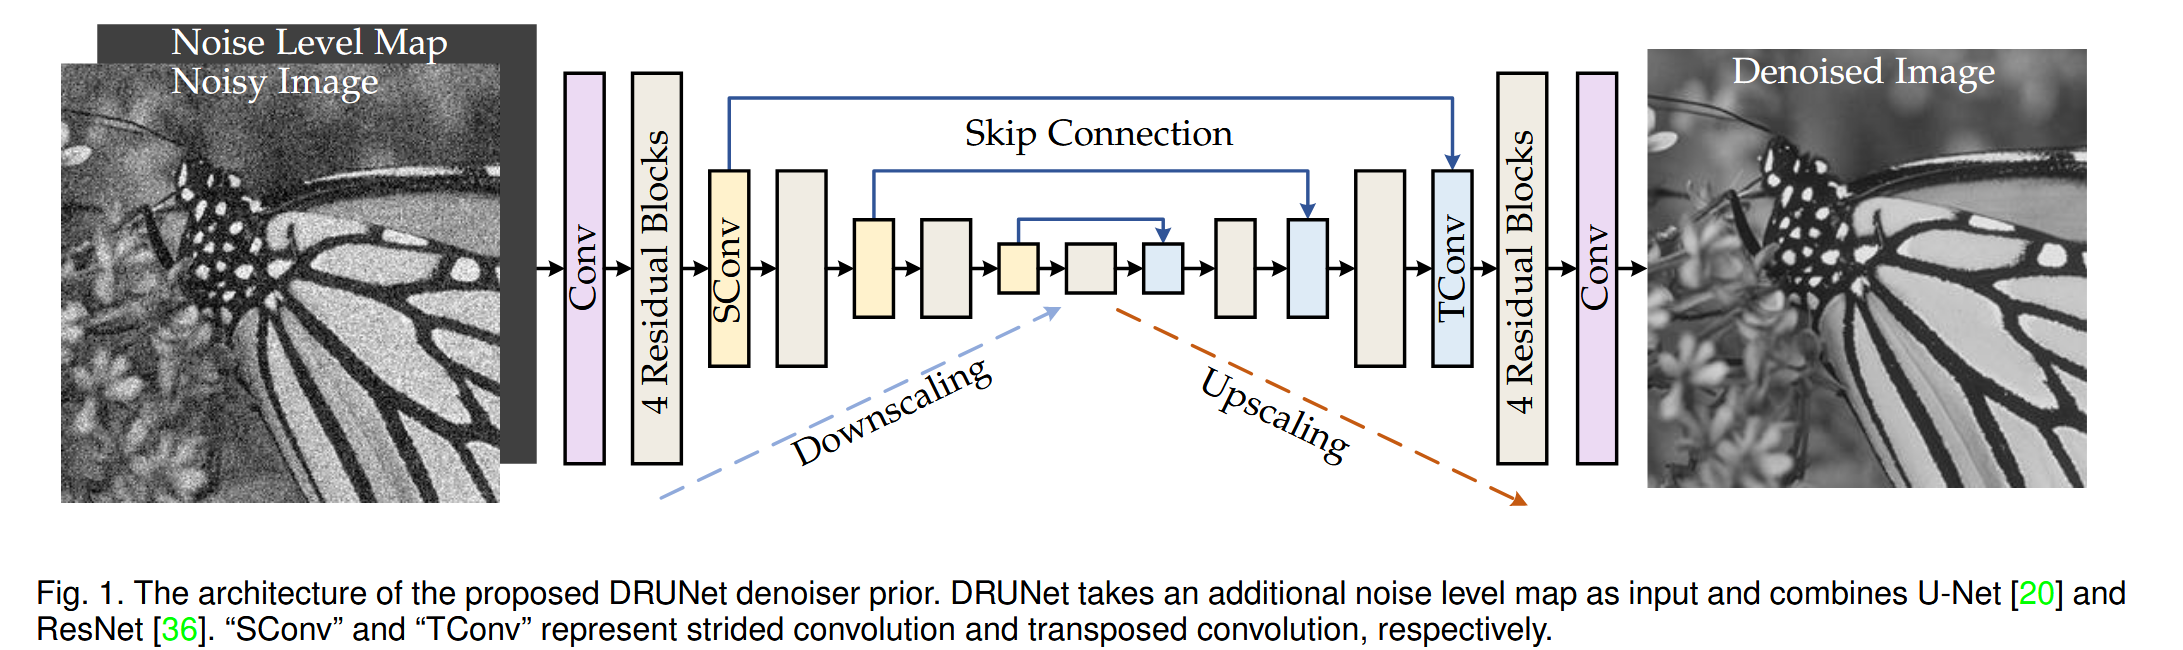 Noise Level Map
Noisy Image
Conv
4 Residual Blocks
SConv
Skip Connection
Downscaling
Upscaling
TConv
4 Residual Blocks
Conv
Denoised Image
Fig. 1. The architecture of the proposed DRUNet denoiser prior. DRUNet takes an additional noise level map as input and combines U-Net [20] and
ResNet [36]. “SConv” and “TConv” represent strided convolution and transposed convolution, respectively.